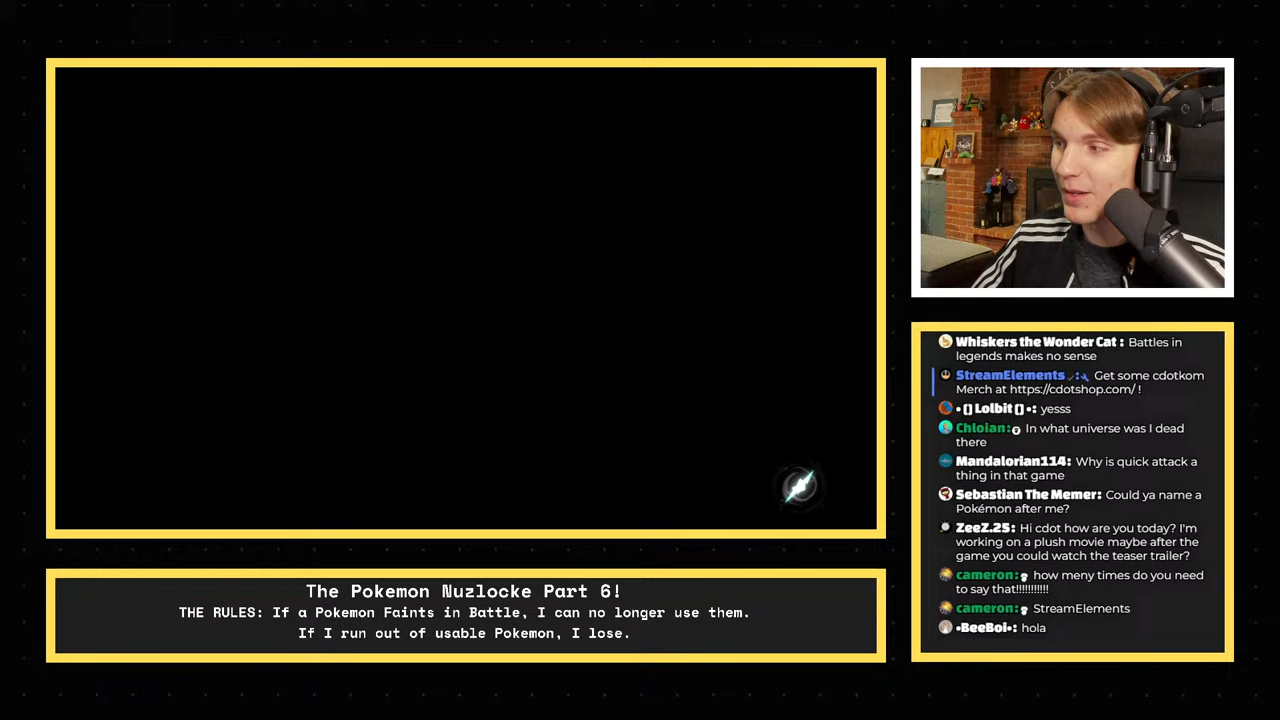 Whiskers the Wonder Cat : Battles in
legends makes no sense
StreamElements : Get some cdotkom
Merch at https://cdotshop.com/ !
•{} Lolbit {}•: yesss
Chloian: In what universe was I dead
there
Mandalorian114: Why is quick attack a
thing in that game
Sebastian The Memer: Could ya name a
Pokémon after me?
ZeeZ.25: Hi cdot how are you today? I'm
working on a plush movie maybe after the
game you could watch the teaser trailer?
cameron: how meny times do you need
to say that!!!!!!!!!!!
cameron: StreamElements
•BeeBoi•: hola
The Pokemon Nuzlocke Part 6!
THE RULES: If a Pokemon Faints in Battle, I can no longer use them.
If I run out of usable Pokemon, I lose.